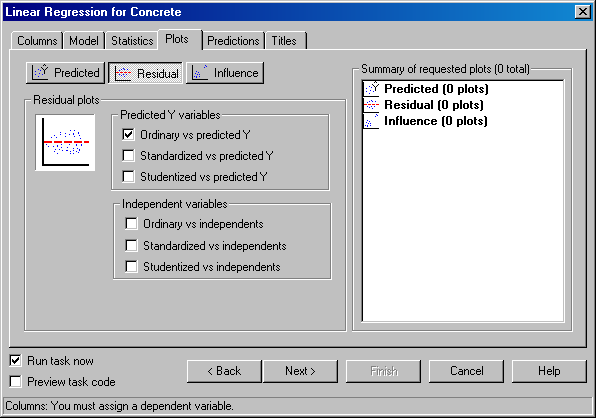 Linear Regression for Concrete
Columns Model Statistics Plots Predictions Titles
Predicted Residual Influence
Residual plots
Predicted Y variables
Ordinary vs predicted Y
Standardized vs predicted Y
Studentized vs predicted Y
Independent variables
Ordinary vs independents
Standardized vs independents
Studentized vs independents
Summary of requested plots (0 total)
Predicted (0 plots)
Residual (0 plots)
Influence (0 plots)
Run task now
Preview task code
< Back Next > Finish Cancel Help
Columns: You must assign a dependent variable.